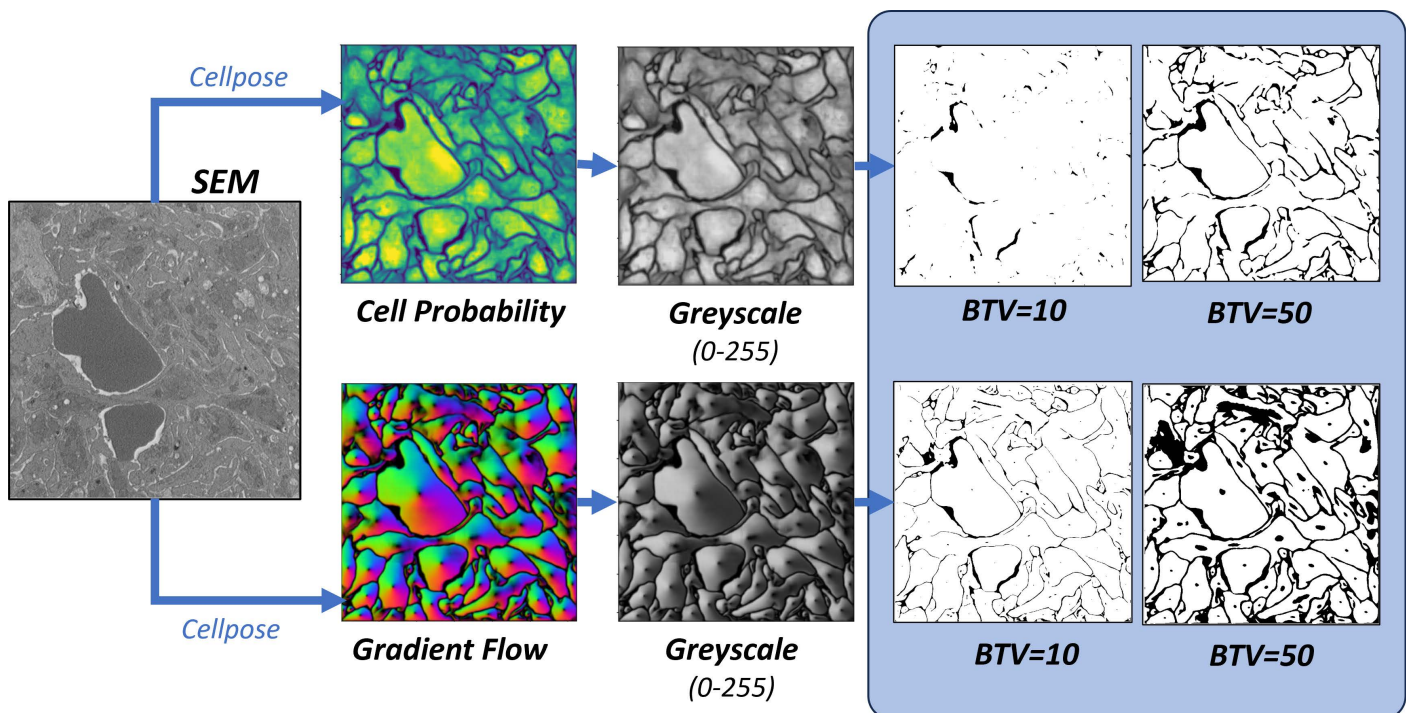 Cellpose
SEM
Cell Probability
Greyscale
(0-255)
BTV=10
BTV=50
Cellpose
Gradient Flow
Greyscale
(0-255)
BTV=10
BTV=50